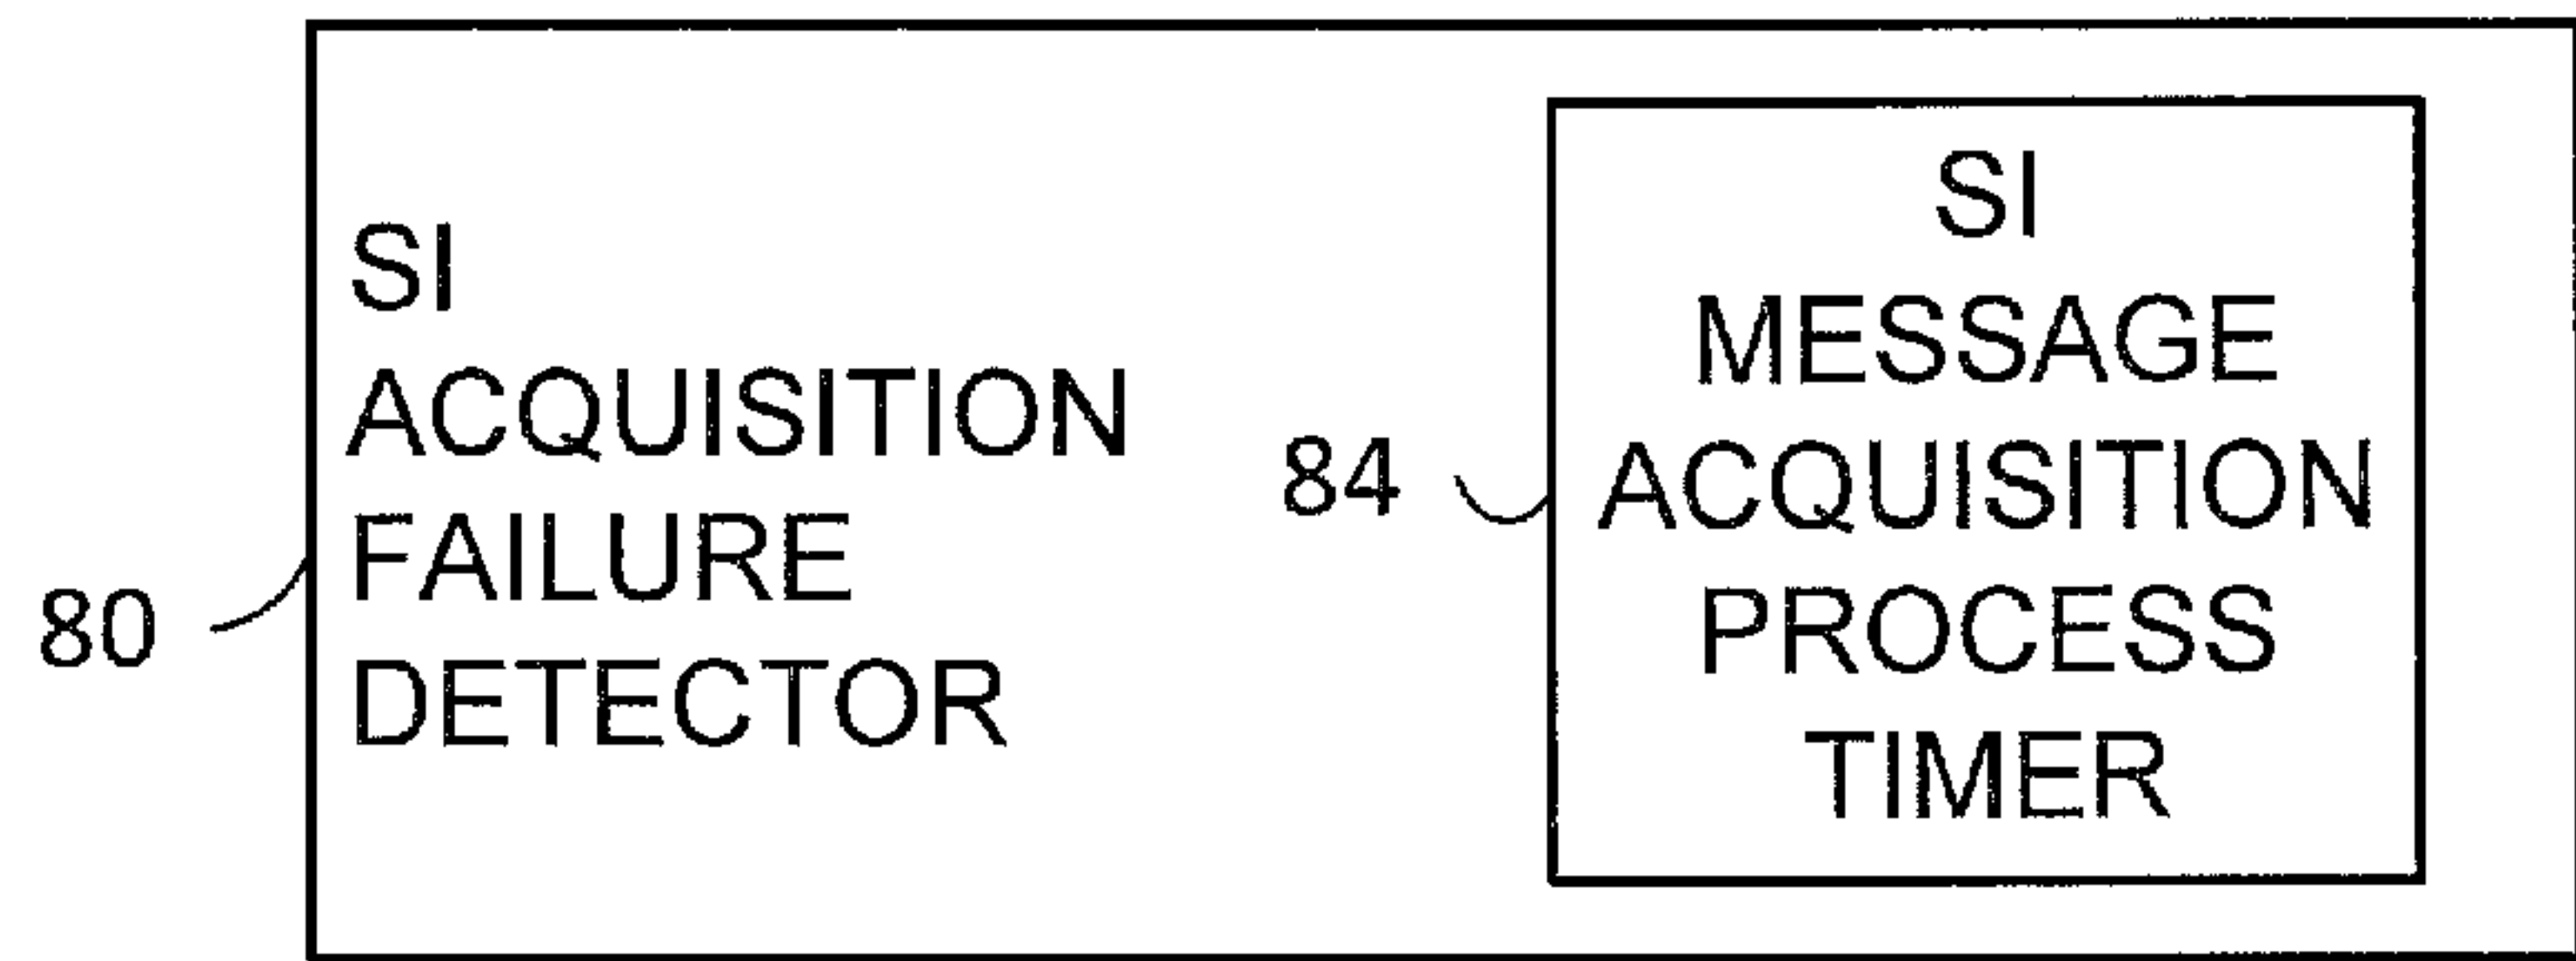 SI
ACQUISITION
FAILURE
DETECTOR
80
84
SI
MESSAGE
ACQUISITION
PROCESS
TIMER